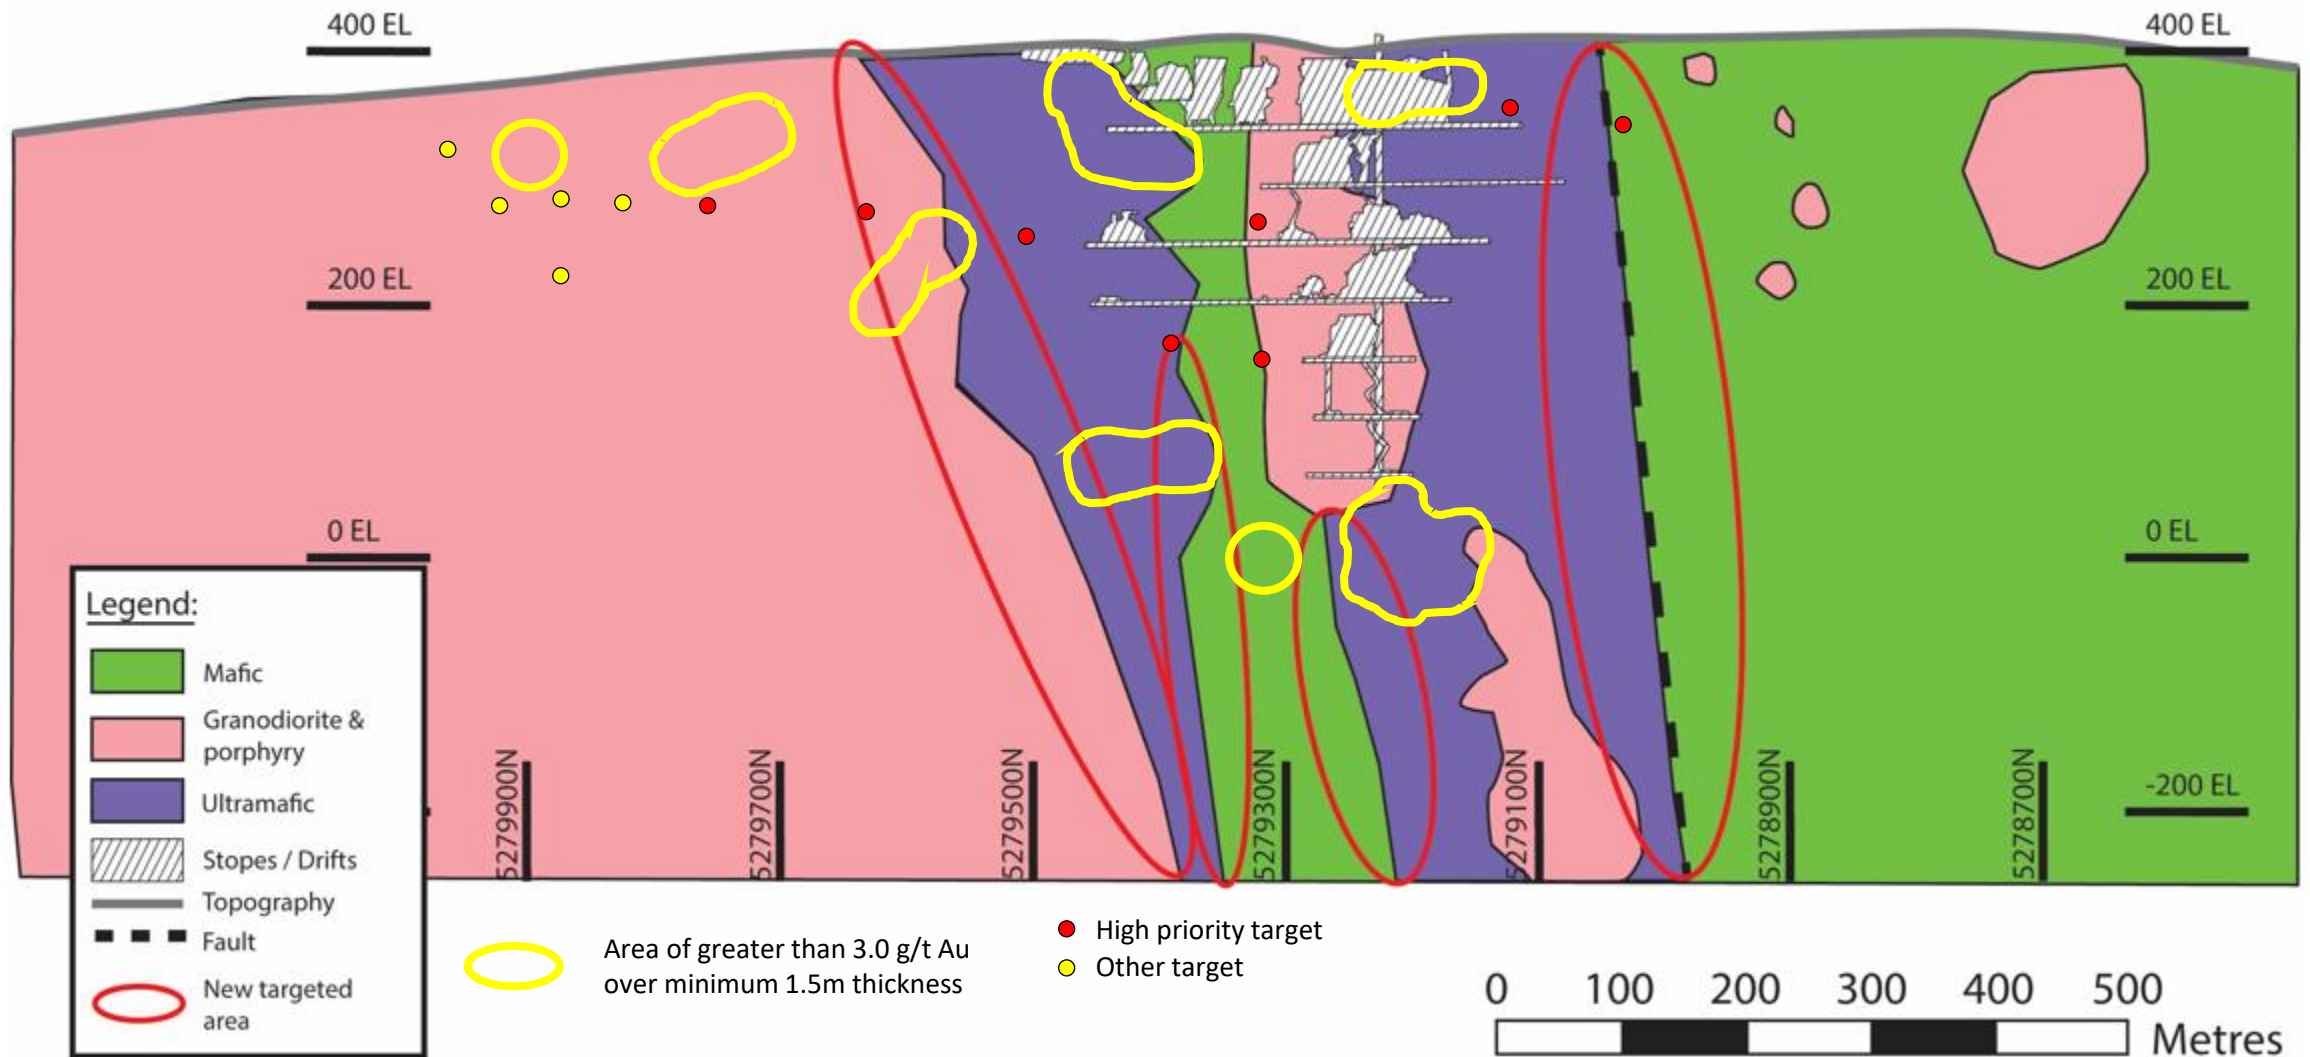 400 EL
400 EL
200 EL
200 EL
0 EL
0 EL
-200 EL
5279900N
5279700N
5279500N
5279300N
5279100N
5278900N
5278700N
Legend:
Mafic
Granodiorite &
porphyry
Ultramafic
Stopes / Drifts
Topography
Fault
New targeted
area
Area of greater than 3.0 g/t Au
over minimum 1.5m thickness
High priority target
Other target
0 100 200 300 400 500
Metres